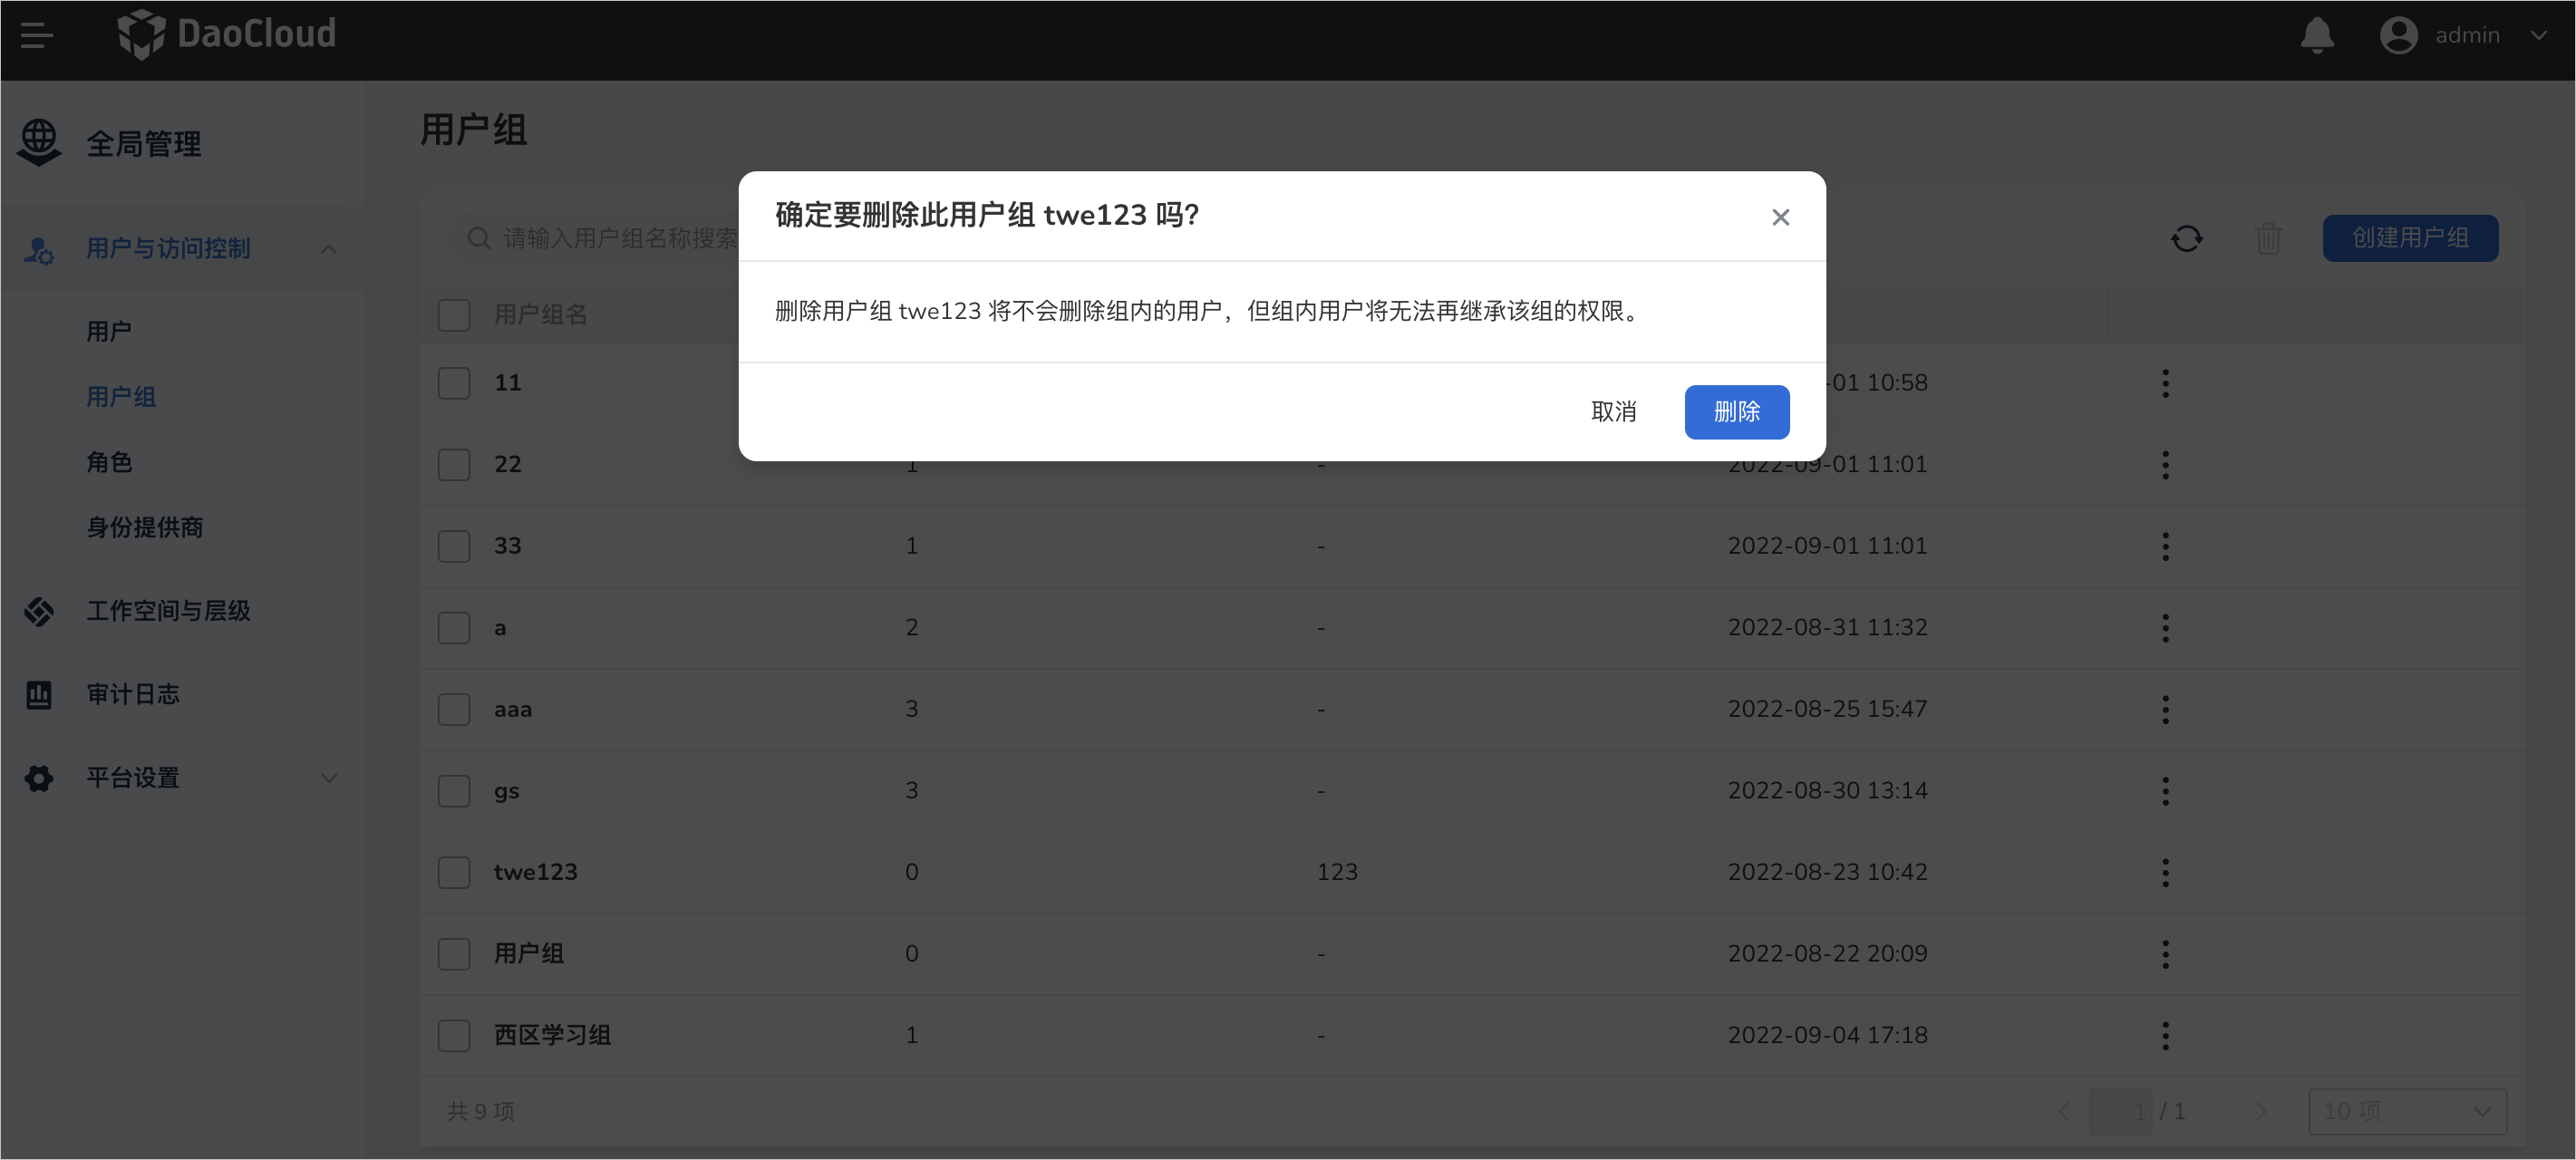 DaoCloud
admin
全局管理
用户与访问控制
用户
用户组
角色
身份提供商
工作空间与层级
审计日志
平台设置
用户组
请输入用户组名称搜索
创建用户组
确定要删除此用户组 twe123 吗?
删除用户组 twe123 将不会删除组内的用户，但组内用户将无法再继承该组的权限。
取消 删除
用户组名
11 -01 10:58
22 1 - 2022-09-01 11:01
33 1 - 2022-09-01 11:01
a 2 - 2022-08-31 11:32
aaa 3 - 2022-08-25 15:47
gs 3 - 2022-08-30 13:14
twe123 0 123 2022-08-23 10:42
用户组 0 - 2022-08-22 20:09
西区学习组 1 - 2022-09-04 17:18
共 9 项 1 / 1 10 项